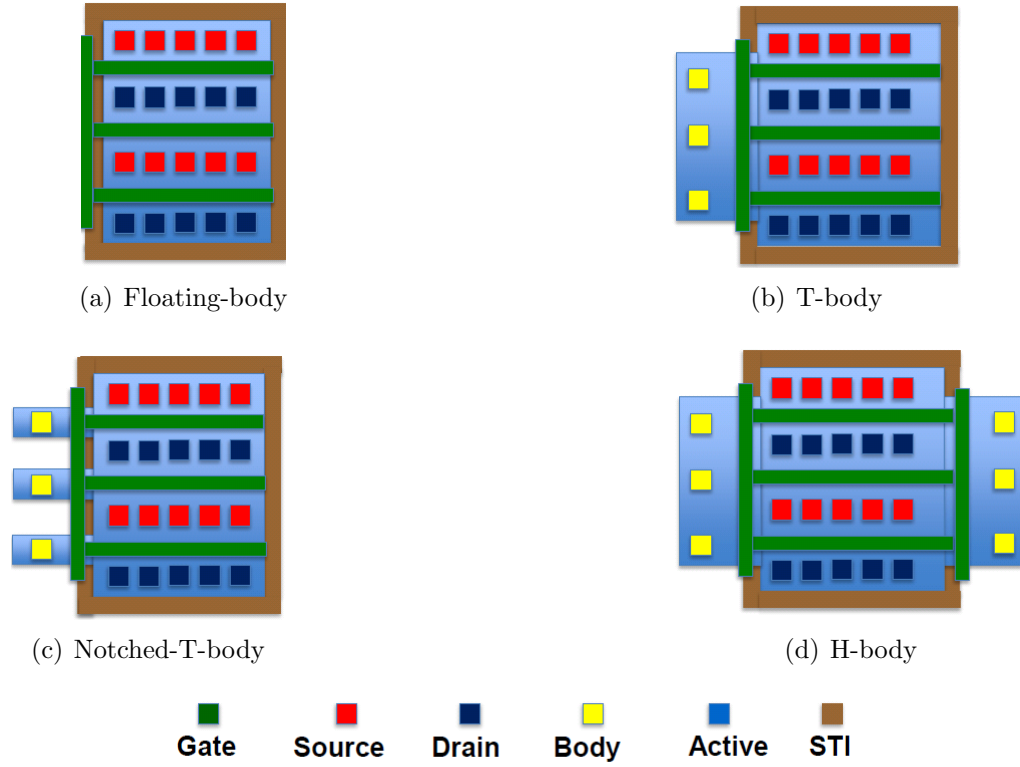 (a) Floating-body
(b) T-body
(c) Notched-T-body
(d) H-body
Gate Source Drain Body Active STI